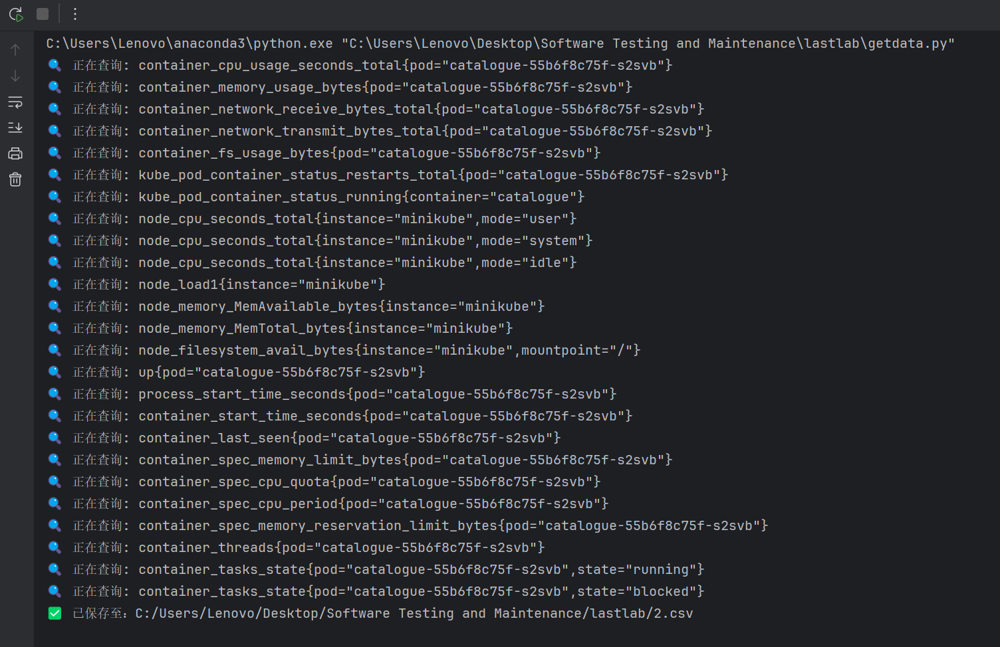 C:\Users\Lenovo\anaconda3\python.exe "C:\Users\Lenovo\Desktop\Software Testing and Maintenance\lastlab\getdata.py"
🔍 正在查询: container_cpu_usage_seconds_total{pod="catalogue-55b6f8c75f-s2svb"}
🔍 正在查询: container_memory_usage_bytes{pod="catalogue-55b6f8c75f-s2svb"}
🔍 正在查询: container_network_receive_bytes_total{pod="catalogue-55b6f8c75f-s2svb"}
🔍 正在查询: container_network_transmit_bytes_total{pod="catalogue-55b6f8c75f-s2svb"}
🔍 正在查询: container_fs_usage_bytes{pod="catalogue-55b6f8c75f-s2svb"}
🔍 正在查询: kube_pod_container_status_restarts_total{pod="catalogue-55b6f8c75f-s2svb"}
🔍 正在查询: kube_pod_container_status_running{container="catalogue"}
🔍 正在查询: node_cpu_seconds_total{instance="minikube",mode="user"}
🔍 正在查询: node_cpu_seconds_total{instance="minikube",mode="system"}
🔍 正在查询: node_cpu_seconds_total{instance="minikube",mode="idle"}
🔍 正在查询: node_load1{instance="minikube"}
🔍 正在查询: node_memory_MemAvailable_bytes{instance="minikube"}
🔍 正在查询: node_memory_MemTotal_bytes{instance="minikube"}
🔍 正在查询: node_filesystem_avail_bytes{instance="minikube",mountpoint="/"}
🔍 正在查询: up{pod="catalogue-55b6f8c75f-s2svb"}
🔍 正在查询: process_start_time_seconds{pod="catalogue-55b6f8c75f-s2svb"}
🔍 正在查询: container_start_time_seconds{pod="catalogue-55b6f8c75f-s2svb"}
🔍 正在查询: container_last_seen{pod="catalogue-55b6f8c75f-s2svb"}
🔍 正在查询: container_spec_memory_limit_bytes{pod="catalogue-55b6f8c75f-s2svb"}
🔍 正在查询: container_spec_cpu_quota{pod="catalogue-55b6f8c75f-s2svb"}
🔍 正在查询: container_spec_cpu_period{pod="catalogue-55b6f8c75f-s2svb"}
🔍 正在查询: container_spec_memory_reservation_limit_bytes{pod="catalogue-55b6f8c75f-s2svb"}
🔍 正在查询: container_threads{pod="catalogue-55b6f8c75f-s2svb"}
🔍 正在查询: container_tasks_state{pod="catalogue-55b6f8c75f-s2svb",state="running"}
🔍 正在查询: container_tasks_state{pod="catalogue-55b6f8c75f-s2svb",state="blocked"}
✅ 已保存至：C:/Users/Lenovo/Desktop/Software Testing and Maintenance/lastlab/2.csv